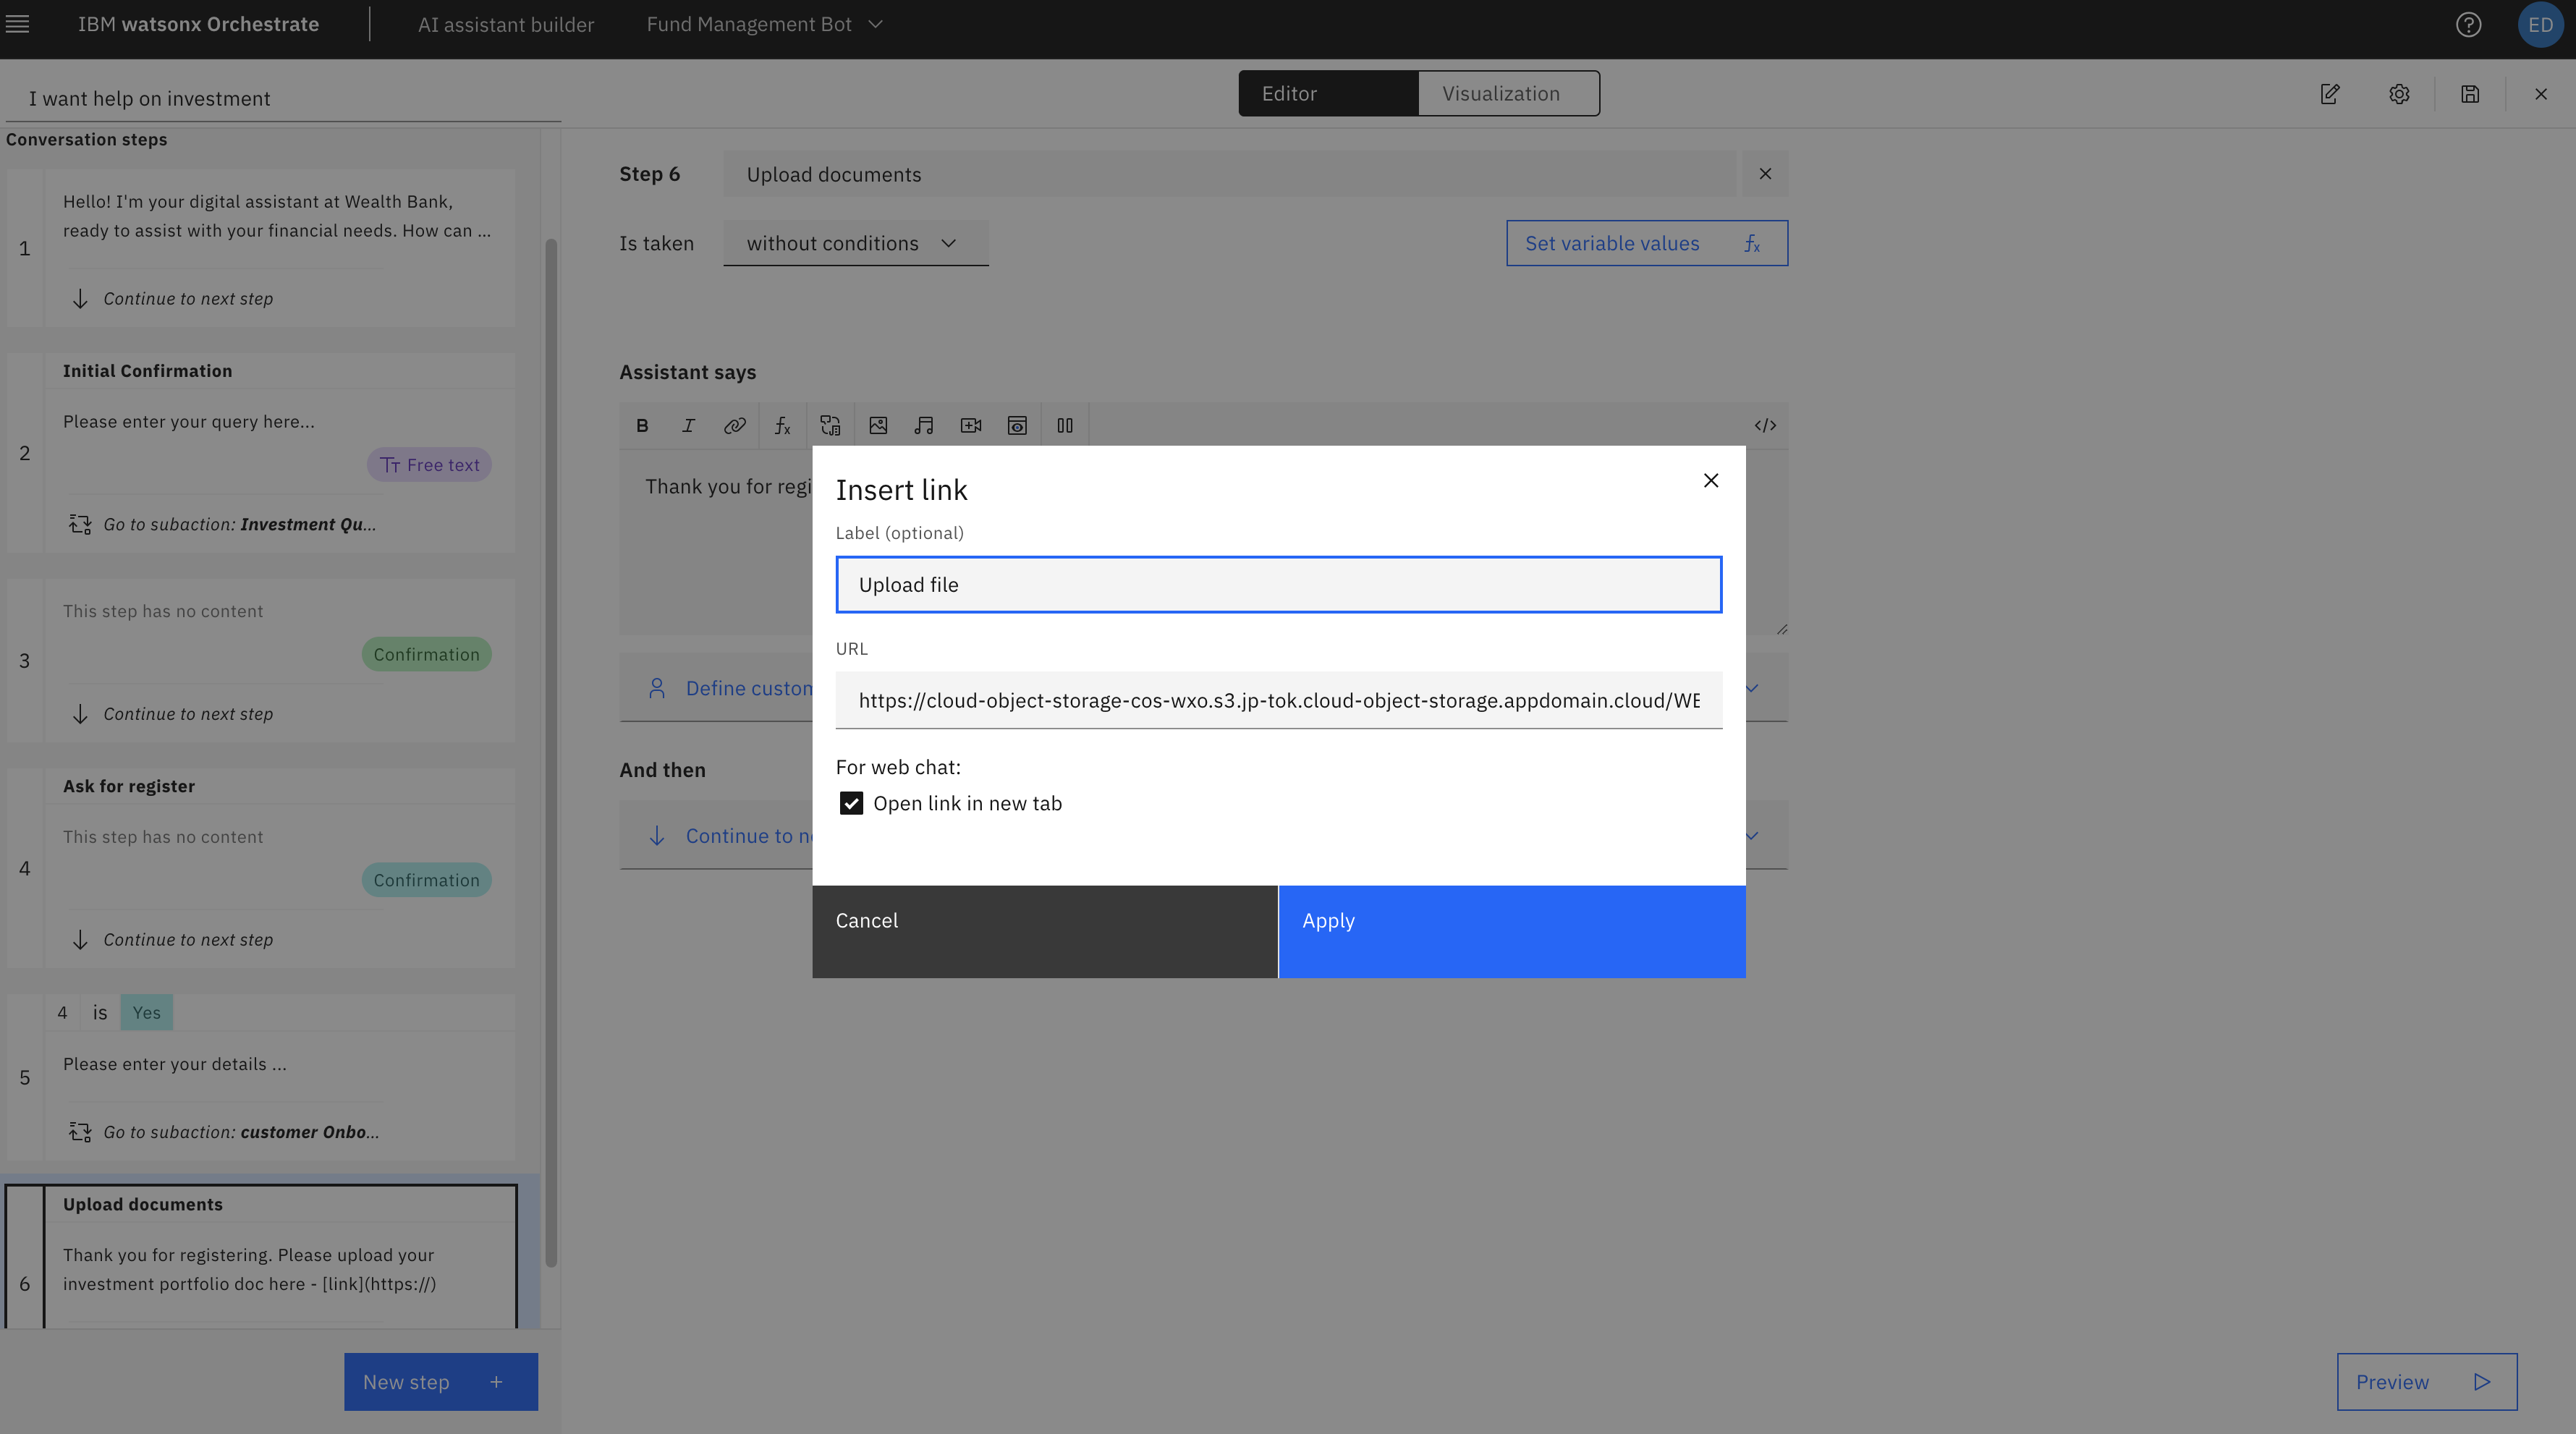 IBM watsonx Orchestrate
AI assistant builder
Fund Management Bot
ED
I want help on investment
Editor
Visualization
Conversation steps
1
Hello! I'm your digital assistant at Wealth Bank,
ready to assist with your financial needs. How can ...
Continue to next step
2
Initial Confirmation
Please enter your query here...
Free text
Go to subaction: Investment Qu...
3
This step has no content
Confirmation
Continue to next step
4
Ask for register
This step has no content
Confirmation
Continue to next step
5
4 is Yes
Please enter your details ...
Go to subaction: customer Onbo...
6
Upload documents
Thank you for registering. Please upload your
investment portfolio doc here - [link](https://)
New step +
Step 6
Upload documents
Is taken
without conditions
Set variable values
Assistant says
B I
Thank you for regi
Define custom
And then
Continue to ne
Insert link
Label (optional)
Upload file
URL
https://cloud-object-storage-cos-wxo.s3.jp-tok.cloud-object-storage.appdomain.cloud/WE
For web chat:
Open link in new tab
Cancel
Apply
Preview